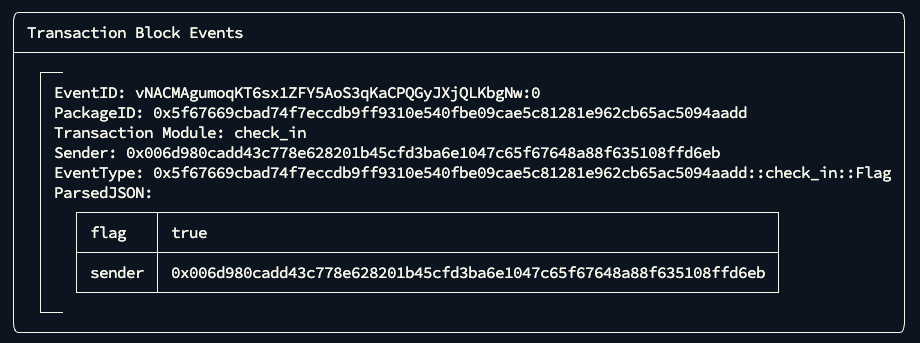 Transaction Block Events
EventID: vNACMAgumoqKT6sx1ZFY5AoS3qKaCPQGyJXjQLKbgNw:0
PackageID: 0x5f67669cbad74f7eccdb9ff9310e540fbe09cae5c81281e962cb65ac5094aadd
Transaction Module: check_in
Sender: 0x006d980cadd43c778e628201b45cfd3ba6e1047c65f67648a88f635108ffd6eb
EventType: 0x5f67669cbad74f7eccdb9ff9310e540fbe09cae5c81281e962cb65ac5094aadd::check_in::Flag
ParsedJSON:
flag true
sender 0x006d980cadd43c778e628201b45cfd3ba6e1047c65f67648a88f635108ffd6eb